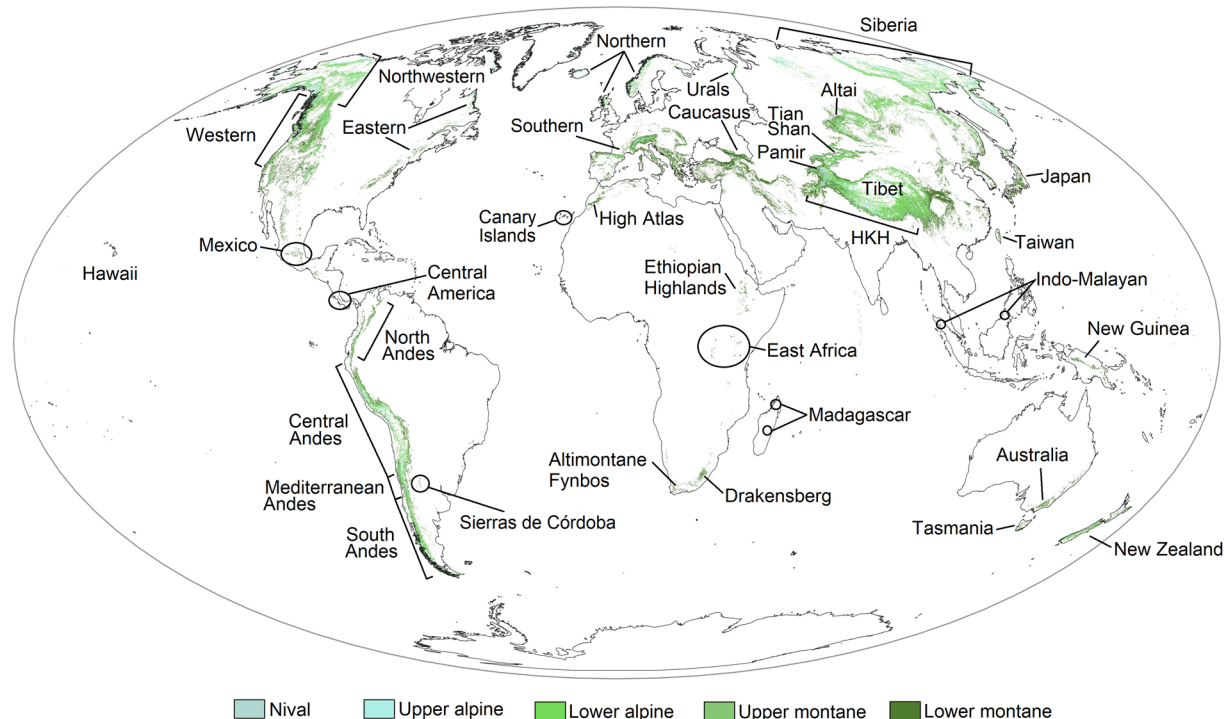 Siberia
Northern
Northwestern
Urals
Altai
Caucasus
Tian
Shan
Western
Eastern
Southern
Pamir
Tibet
Japan
Canary
Islands
High Atlas
HKH
Taiwan
Mexico
Hawaii
Central
America
Ethiopian
Highlands
Indo-Malayan
New Guinea
North
Andes
East Africa
Central
Andes
Madagascar
Altimontane
Fynbos
Australia
Mediterranean
Andes
Drakensberg
Sierras de Córdoba
Tasmania
South
Andes
New Zealand
Nival
Upper alpine
Lower alpine
Upper montane
Lower montane